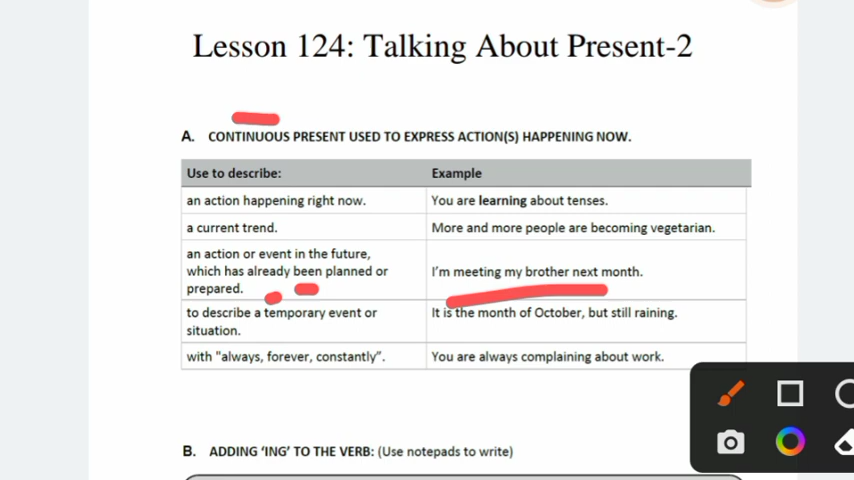 Lesson 124: Talking About Present-2
A. CONTINUOUS PRESENT USED TO EXPRESS ACTION(S) HAPPENING NOW.
Use to describe: Example
an action happening right now. You are learning about tenses.
a current trend. More and more people are becoming vegetarian.
an action or event in the future,
which has already been planned or
prepared.
I'm meeting my brother next month.
to describe a temporary event or
situation.
It is the month of October, but still raining.
with "always, forever, constantly". You are always complaining about work.
B. ADDING 'ING' TO THE VERB: (Use notepads to write)